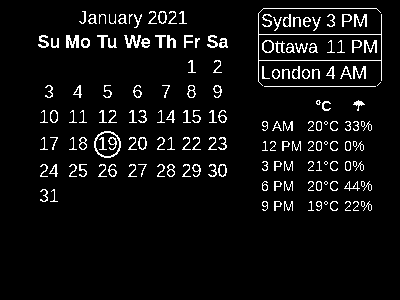 January 2021
Su Mo Tu We Th Fr Sa
1 2
3 4 5 6 7 8 9
10 11 12 13 14 15 16
17 18 19 20 21 22 23
24 25 26 27 28 29 30
31
Sydney 3 PM
Ottawa 11 PM
London 4 AM
°C ☂
9 AM 20°C 33%
12 PM 20°C 0%
3 PM 21°C 0%
6 PM 20°C 44%
9 PM 19°C 22%